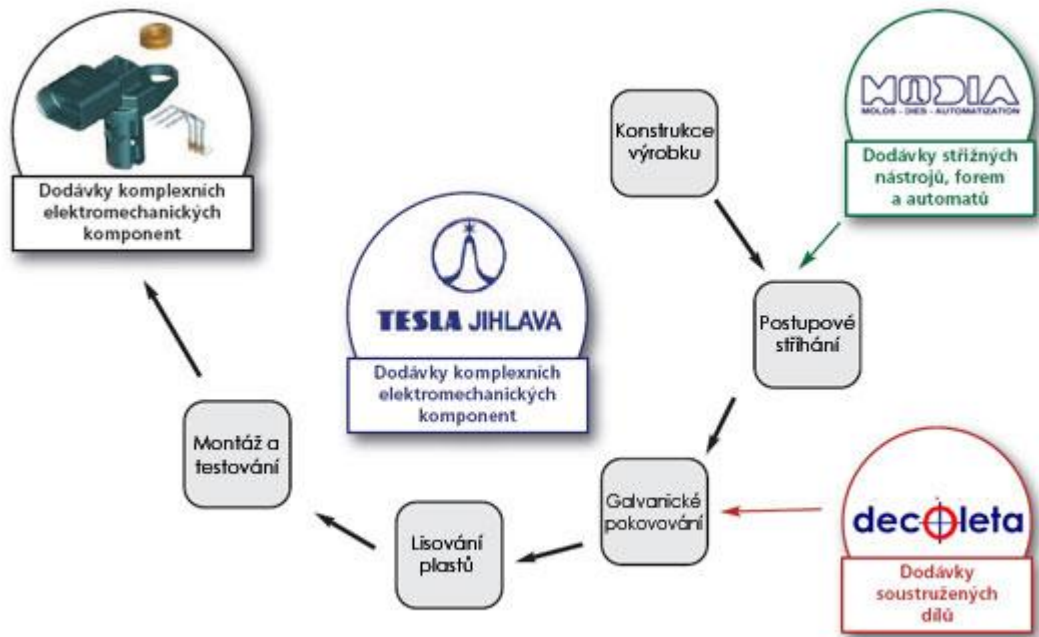 Dodávky komplexních
elektromechanických
komponent
TESLA JIHLAVA
Dodávky komplexních
elektromechanických
komponent
Konstrukce
výrobku
MODIA
MOLDS - DIES - AUTOMATIZATION
Dodávky střižných
nástrojů, forem
a automatů
Postupové
stříhání
Galvanické
pokovování
decoleta
Dodávky
soustružených
dílů
Lisování
plastů
Montáž a
testování